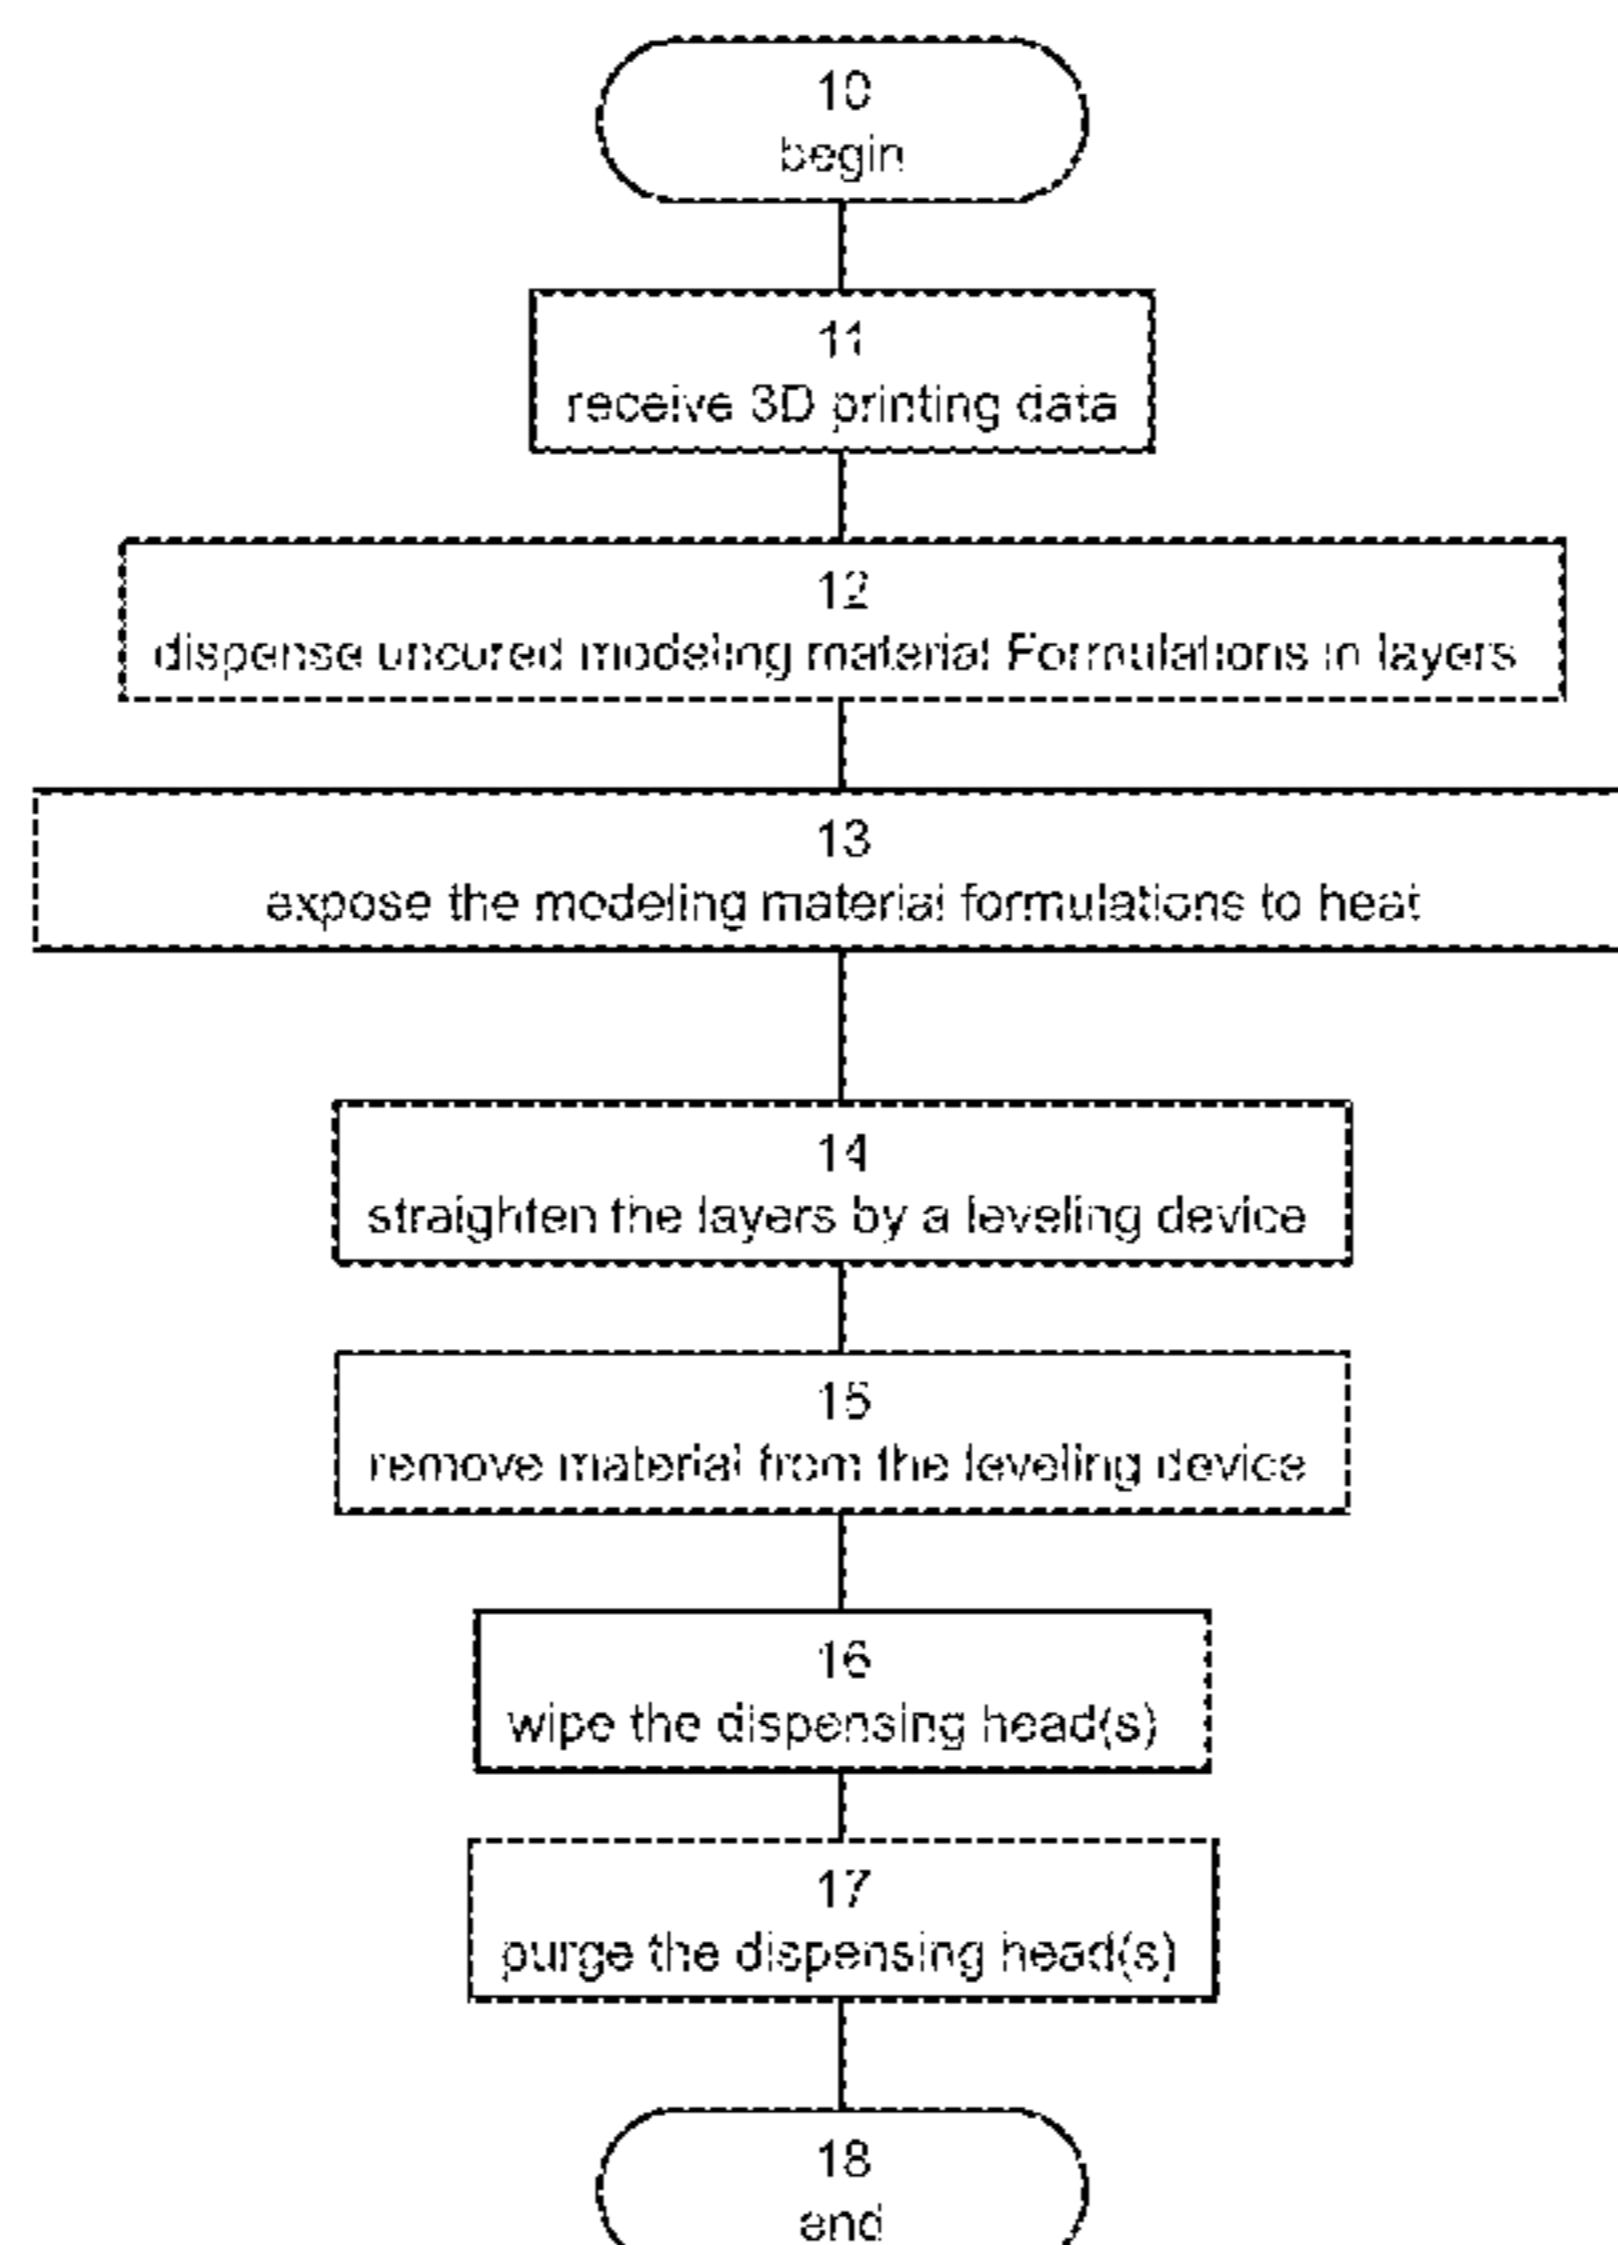 10
begin
11
receive 3D printing data
12
dispense uncured modeling material Formulations in layers
13
expose the modeling material formulations to heat
14
straighten the layers by a leveling device
15
remove material from the leveling device
16
wipe the dispensing head(s)
17
purge the dispensing head(s)
18
end